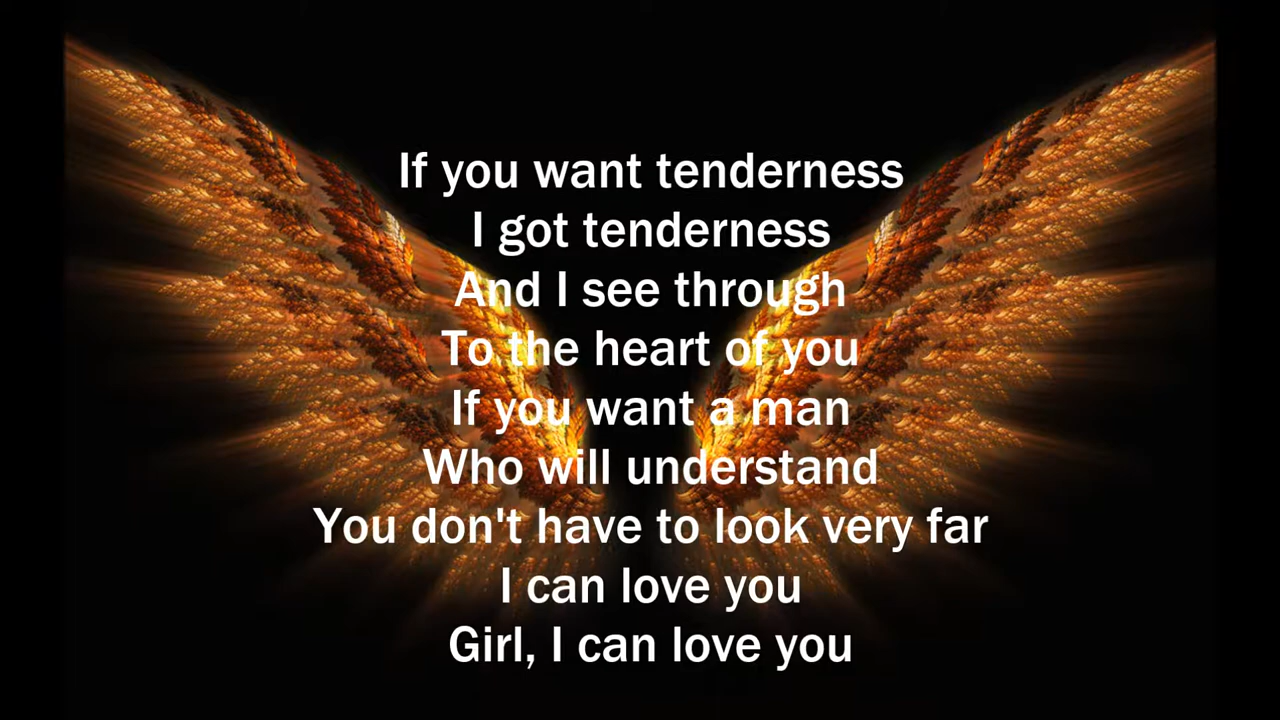 If you want tenderness
I got tenderness
And I see through
To the heart of you
If you want a man
Who will understand
You don't have to look very far
I can love you
Girl, I can love you